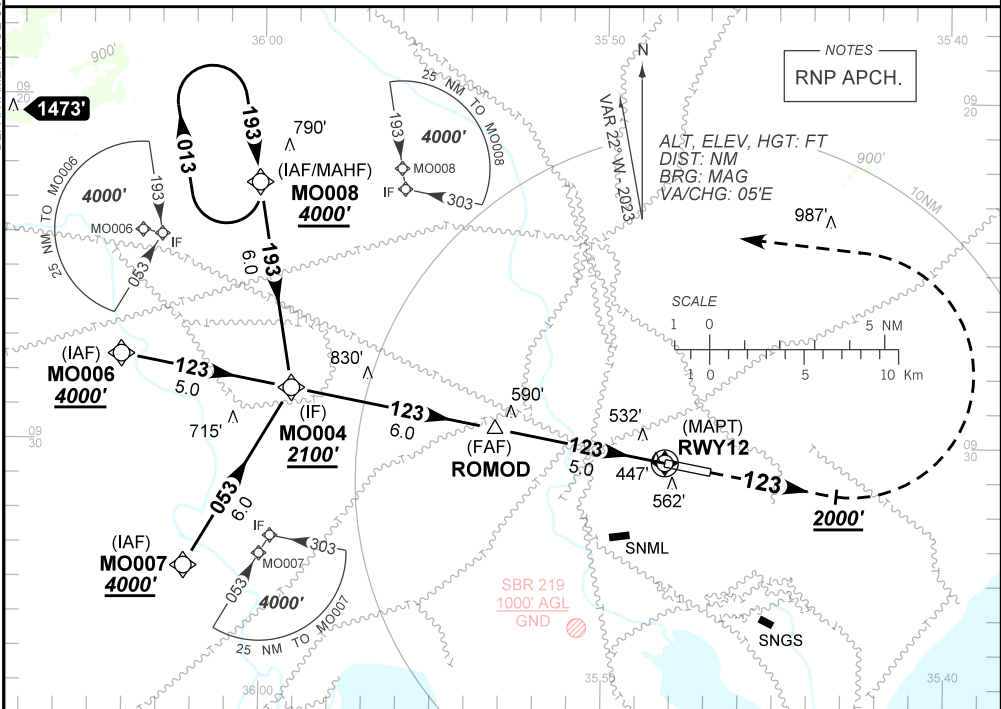 36 00
35 50
35 40
900'
09
20
1473'
25 NM TO MO006
193
4000'
MO006
IF
053
013
193
790'
(IAF/MAHF)
MO008
4000'
25 NM TO MO008
193
4000'
MO008
IF
303
N
VAR 22° W - 2023
NOTES
RNP APCH.
ALT, ELEV, HGT: FT
DIST: NM
BRG: MAG
VA/CHG: 05'E
900'
10NM
987'
09
20
193
6.0
SCALE
1 0 5 NM
1 0 5 10 Km
(IAF)
MO006
4000'
123
5.0
830'
715'
(IF)
MO004
2100'
123
6.0
590'
(FAF)
ROMOD
123
5.0
532'
447'
(MAPT)
RWY12
562'
123
2000'
09
30
09
30
053
6.0
(IAF)
MO007
4000'
IF
303
MO007
053
4000'
25 NM TO MO007
SNML
SBR 219
1000' AGL
GND
SNGS
36 00
35 50
35 40